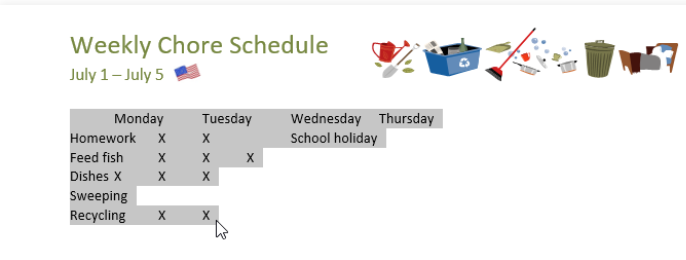 Weekly Chore Schedule
July 1 – July 5
Monday Tuesday Wednesday Thursday
Homework X X School holiday
Feed fish X X X
Dishes X X X
Sweeping
Recycling X X